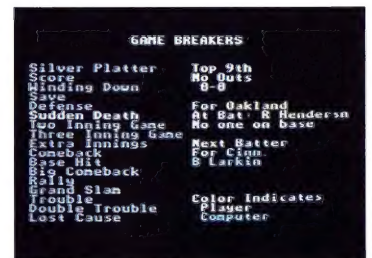 GAME BREAKERS
Silver Platter Top 9th
Score No Outs
Winding Down 0-0
Save
Defense For Oakland
Sudden Death At Bat: R Hendersn
Two Inning Game No one on base
Three Inning Game
Extra Innings Next Batter
Comeback For Cinn.
Base Hit B Larkin
Big Comeback
Rally
Grand Slam
Trouble Color Indicates
Double Trouble Player
Lost Cause Computer